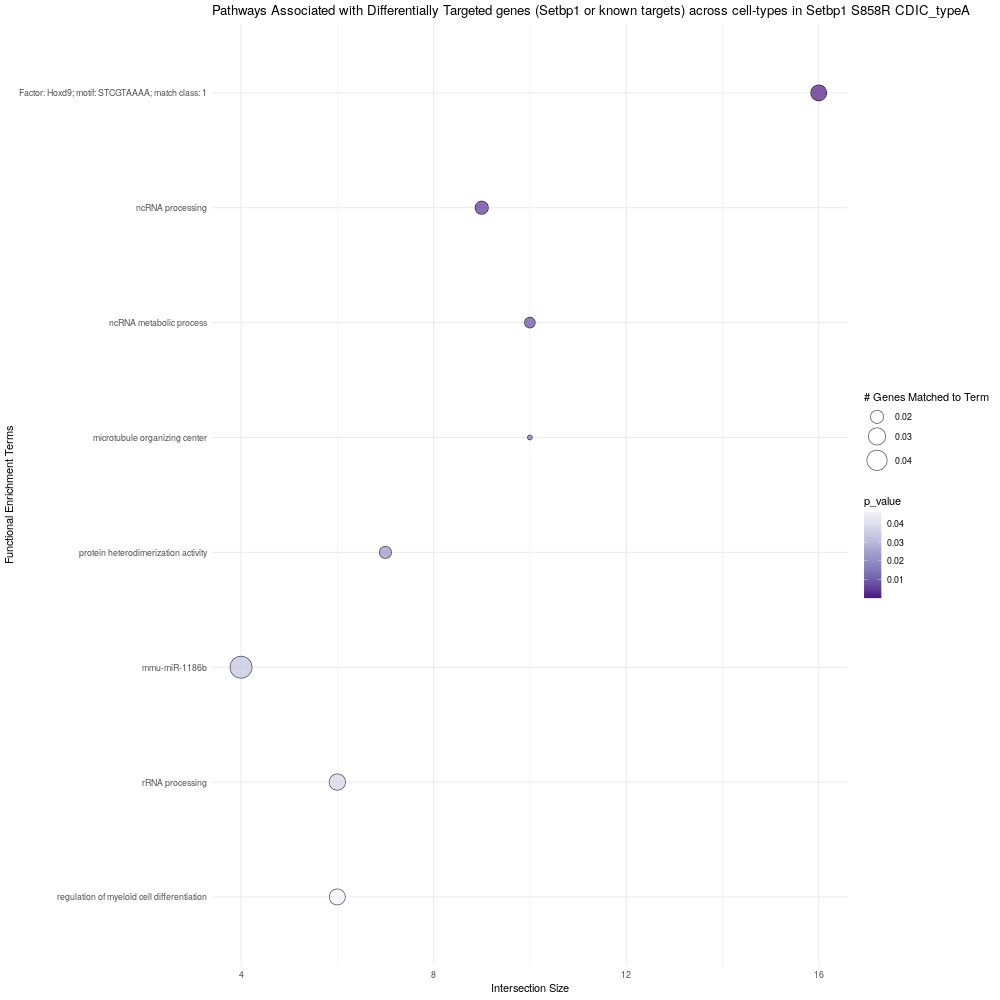 Pathways Associated with Differentially Targeted genes (Setbp1 or known targets) across cell-types in Setbp1 S858R CDIC_typeA
Factor: Hoxd9; motif: STCGTAAAA; match class: 1
ncRNA processing
ncRNA metabolic process
microtubule organizing center
protein heterodimerization activity
mmu-miR-1186b
rRNA processing
regulation of myeloid cell differentiation
Functional Enrichment Terms
4 8 12 16
Intersection Size
# Genes Matched to Term
0.02
0.03
0.04
p_value
0.04
0.03
0.02
0.01